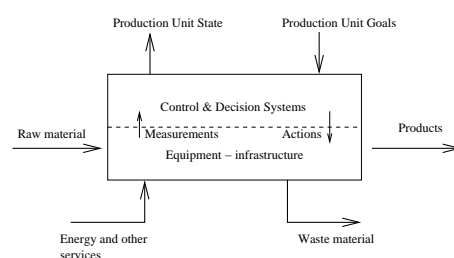 Production Unit State
Production Unit Goals
Control & Decision Systems
Raw material
Measurements
Actions
Products
Equipment – infrastructure
Energy and other
services
Waste material